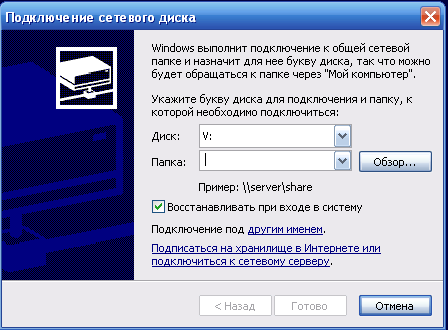 Подключение сетевого диска
Windows выполнит подключение к общей сетевой
папке и назначит для нее букву диска, так что можно
будет обращаться к папке через "Мой компьютер".
Укажите букву диска для подключения и папку, к
которой необходимо подключиться:
Диск: V:
Папка: Обзор...
Пример: \\server\share
Восстанавливать при входе в систему
Подключение под другим именем.
Подписаться на хранилище в Интернете или
подключиться к сетевому серверу.
< Назад Готово Отмена